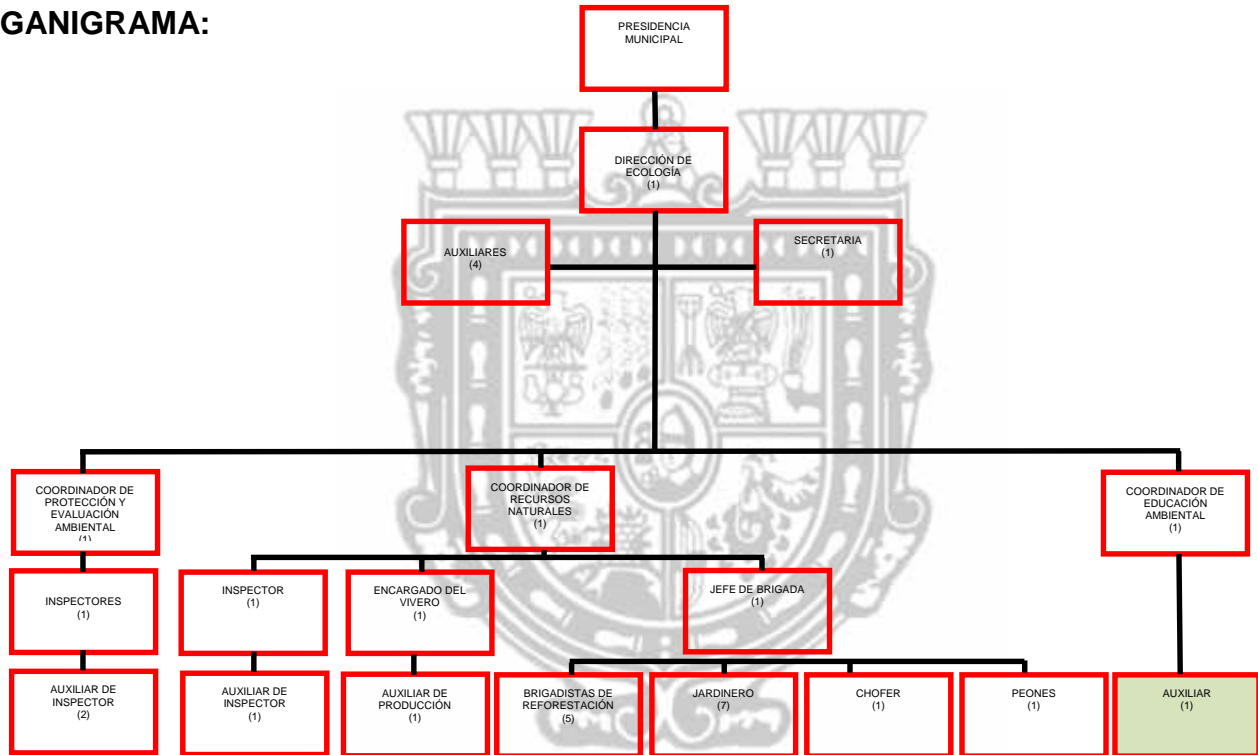 GANIGRAMA:
PRESIDENCIA
MUNICIPAL
DIRECCIÓN DE
ECOLOGÍA
(1)
AUXILIARES
(4)
SECRETARIA
(1)
COORDINADOR DE
PROTECCIÓN Y
EVALUACIÓN
AMBIENTAL
(1)
COORDINADOR DE
RECURSOS
NATURALES
(1)
COORDINADOR DE
EDUCACIÓN
AMBIENTAL
(1)
INSPECTORES
(1)
INSPECTOR
(1)
ENCARGADO DEL
VIVERO
(1)
JEFE DE BRIGADA
(1)
AUXILIAR DE
INSPECTOR
(2)
AUXILIAR DE
INSPECTOR
(1)
AUXILIAR DE
PRODUCCIÓN
(1)
BRIGADISTAS DE
REFORESTACIÓN
(5)
JARDINERO
(7)
CHOFER
(1)
PEONES
(1)
AUXILIAR
(1)